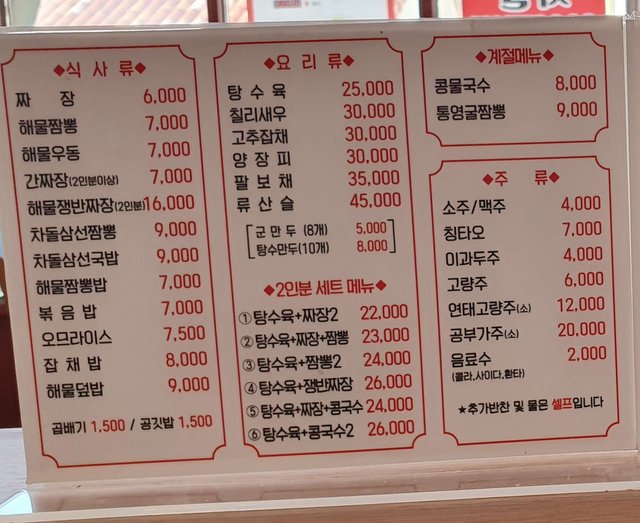 ◆식 사 류◆
짜 장 6,000
해물짬뽕 7,000
해물우동 7,000
간짜장(2인분이상) 7,000
해물쟁반짜장(2인분)16,000
차돌삼선짬뽕 9,000
차돌삼선국밥 9,000
해물짬뽕밥 7,000
볶 음 밥 7,000
오므라이스 7,500
잡 채 밥 8,000
해물덮밥 9,000
곱배기 1,500 / 공깃밥 1,500
◆요 리 류◆
탕 수 육 25,000
칠리새우 30,000
고추잡채 30,000
양 장 피 30,000
팔 보 채 35,000
류 산 슬 45,000
군 만 두 (8개) 5,000
탕수만두(10개) 8,000
◆2인분 세트 메뉴◆
①탕수육+짜장2 22,000
②탕수육+짜장+짬뽕 23,000
③탕수육+짬뽕2 24,000
④탕수육+쟁반짜장 26,000
⑤탕수육+짜장+콩국수 24,000
⑥탕수육+콩국수2 26,000
◆계절메뉴◆
콩물국수 8,000
통영굴짬뽕 9,000
◆주 류◆
소주/맥주 4,000
칭타오 7,000
이과두주 4,000
고량주 6,000
연태고량주(소) 12,000
공부가주(소) 20,000
음료수 2,000
(콜라,사이다,환타)
★추가반찬 및 물은 셀프입니다